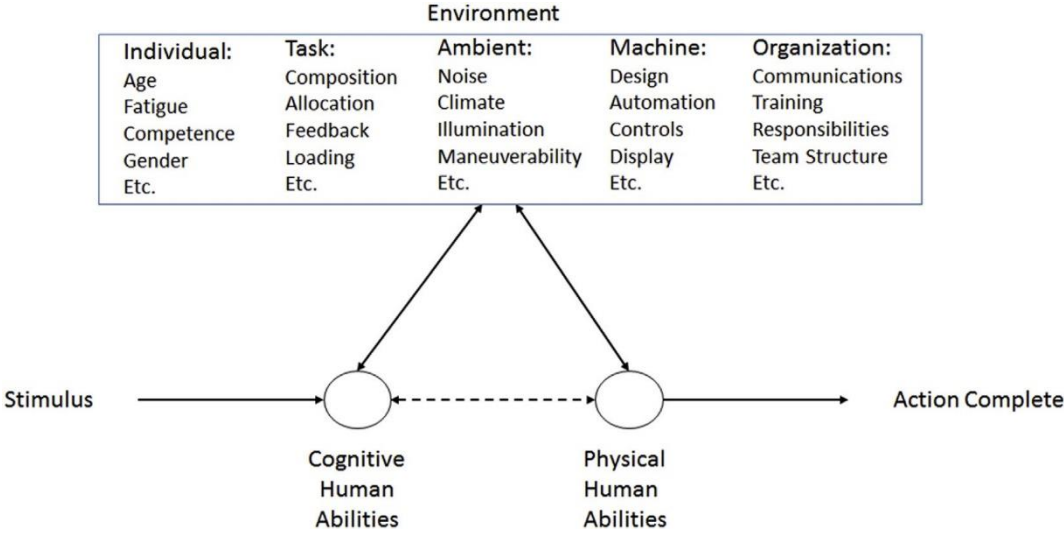 Environment
Individual:
Age
Fatigue
Competence
Gender
Etc.
Task:
Composition
Allocation
Feedback
Loading
Etc.
Ambient:
Noise
Climate
Illumination
Maneuverability
Etc.
Machine:
Design
Automation
Controls
Display
Etc.
Organization:
Communications
Training
Responsibilities
Team Structure
Etc.
Stimulus
Action Complete
Cognitive
Human
Abilities
Physical
Human
Abilities